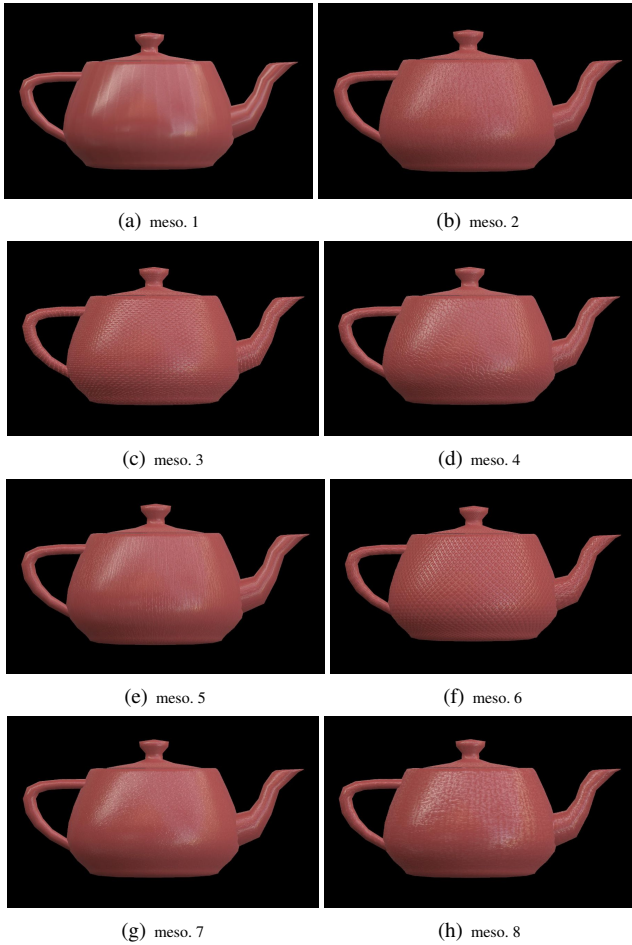 (a) meso. 1
(b) meso. 2
(c) meso. 3
(d) meso. 4
(e) meso. 5
(f) meso. 6
(g) meso. 7
(h) meso. 8